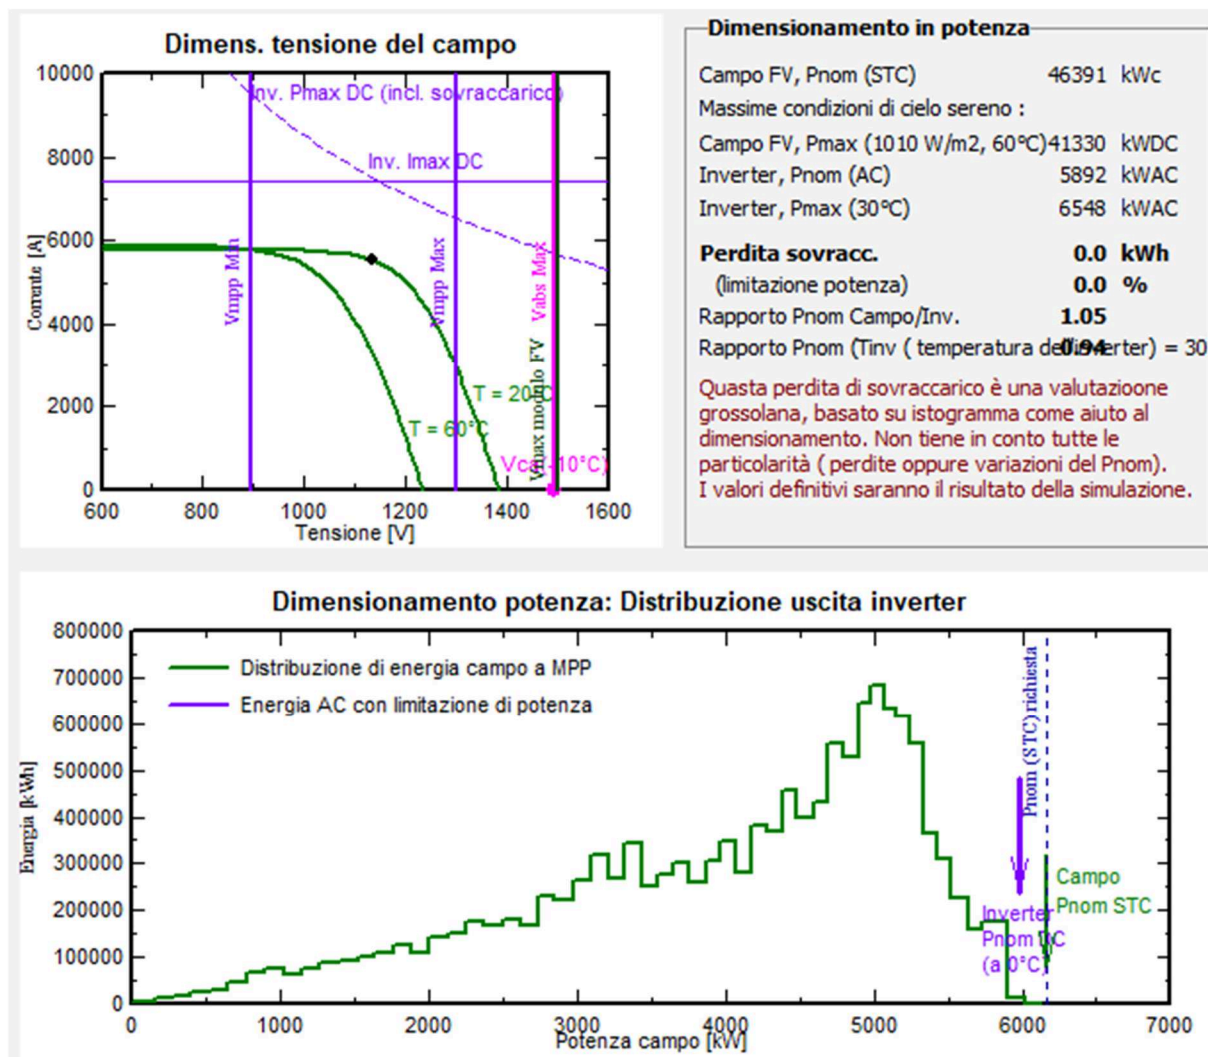 Dimens. tensione del campo
10000
8000
6000
4000
2000
0
Corrente [A]
Inv. Pmax DC (incl. sovraccarico)
Inv. Imax DC
Vmpp Min
Vmpp Max
Vabs Max
Vmax modulo FV
T = 20°C
T = 60°C
Vco(-10°C)
600
800
1000
1200
1400
1600
Tensione [V]
Dimensionamento in potenza
Campo FV, Pnom (STC) 46391 kWc
Massime condizioni di cielo sereno :
Campo FV, Pmax (1010 W/m2, 60°C) 41330 kWDC
Inverter, Pnom (AC) 5892 kWAC
Inverter, Pmax (30°C) 6548 kWAC
Perdita sovracc. 0.0 kWh
(limitazione potenza) 0.0 %
Rapporto Pnom Campo/Inv. 1.05
Rapporto Pnom (Tinv ( temperatura dell'inverter) = 30 0.94
Quasta perdita di sovraccarico è una valutazioone
grossolana, basato su istogramma come aiuto al
dimensionamento. Non tiene in conto tutte le
particolarità ( perdite oppure variazioni del Pnom).
I valori definitivi saranno il risultato della simulazione.
Dimensionamento potenza: Distribuzione uscita inverter
800000
700000
600000
500000
400000
300000
200000
100000
0
Energia [kWh]
Distribuzione di energia campo a MPP
Energia AC con limitazione di potenza
Pnom (STC) richiesta
Campo
Pnom STC
Inverter
Pnom DC
(a 0°C)
0
1000
2000
3000
4000
5000
6000
7000
Potenza campo [kW]